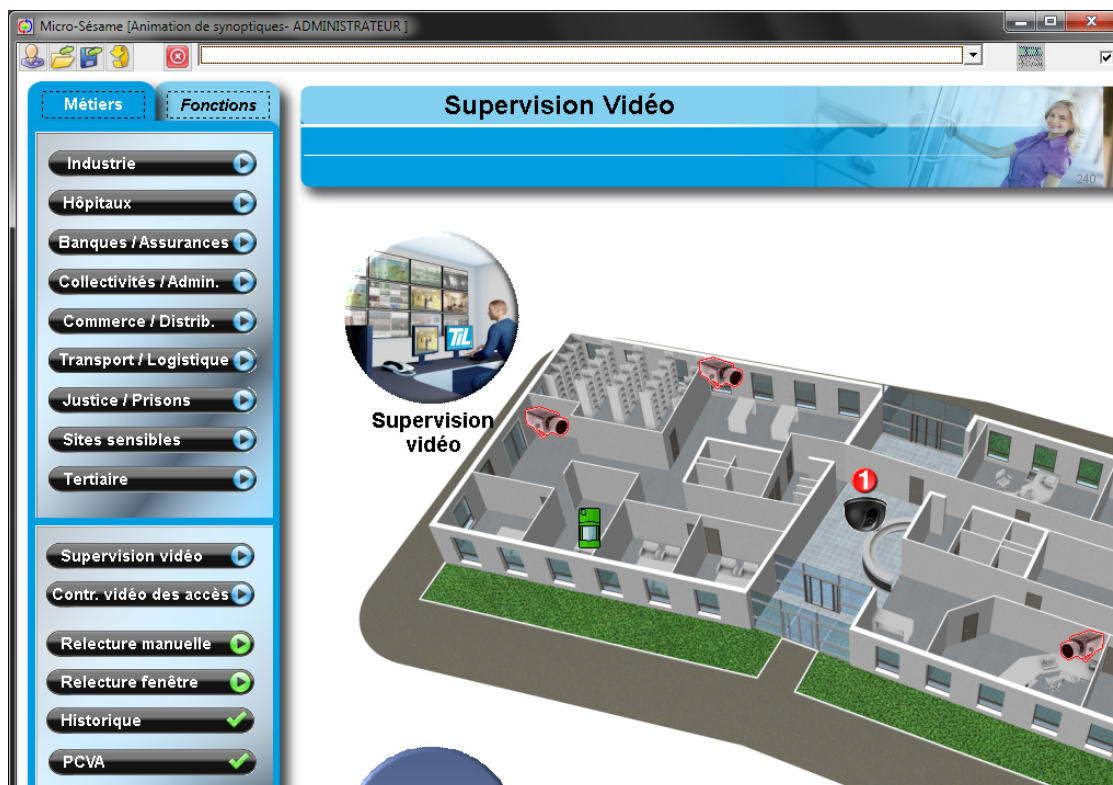 Micro-Sésame [Animation de synoptiques- ADMINISTRATEUR ]
Métiers
Fonctions
Supervision Vidéo
240
Industrie
Hôpitaux
Banques / Assurances
Collectivités / Admin.
Commerce / Distrib.
Transport / Logistique
Justice / Prisons
Sites sensibles
Tertiaire
TIL
Supervision
vidéo
1
Supervision vidéo
Contr. vidéo des accès
Relecture manuelle
Relecture fenêtre
Historique
PCVA